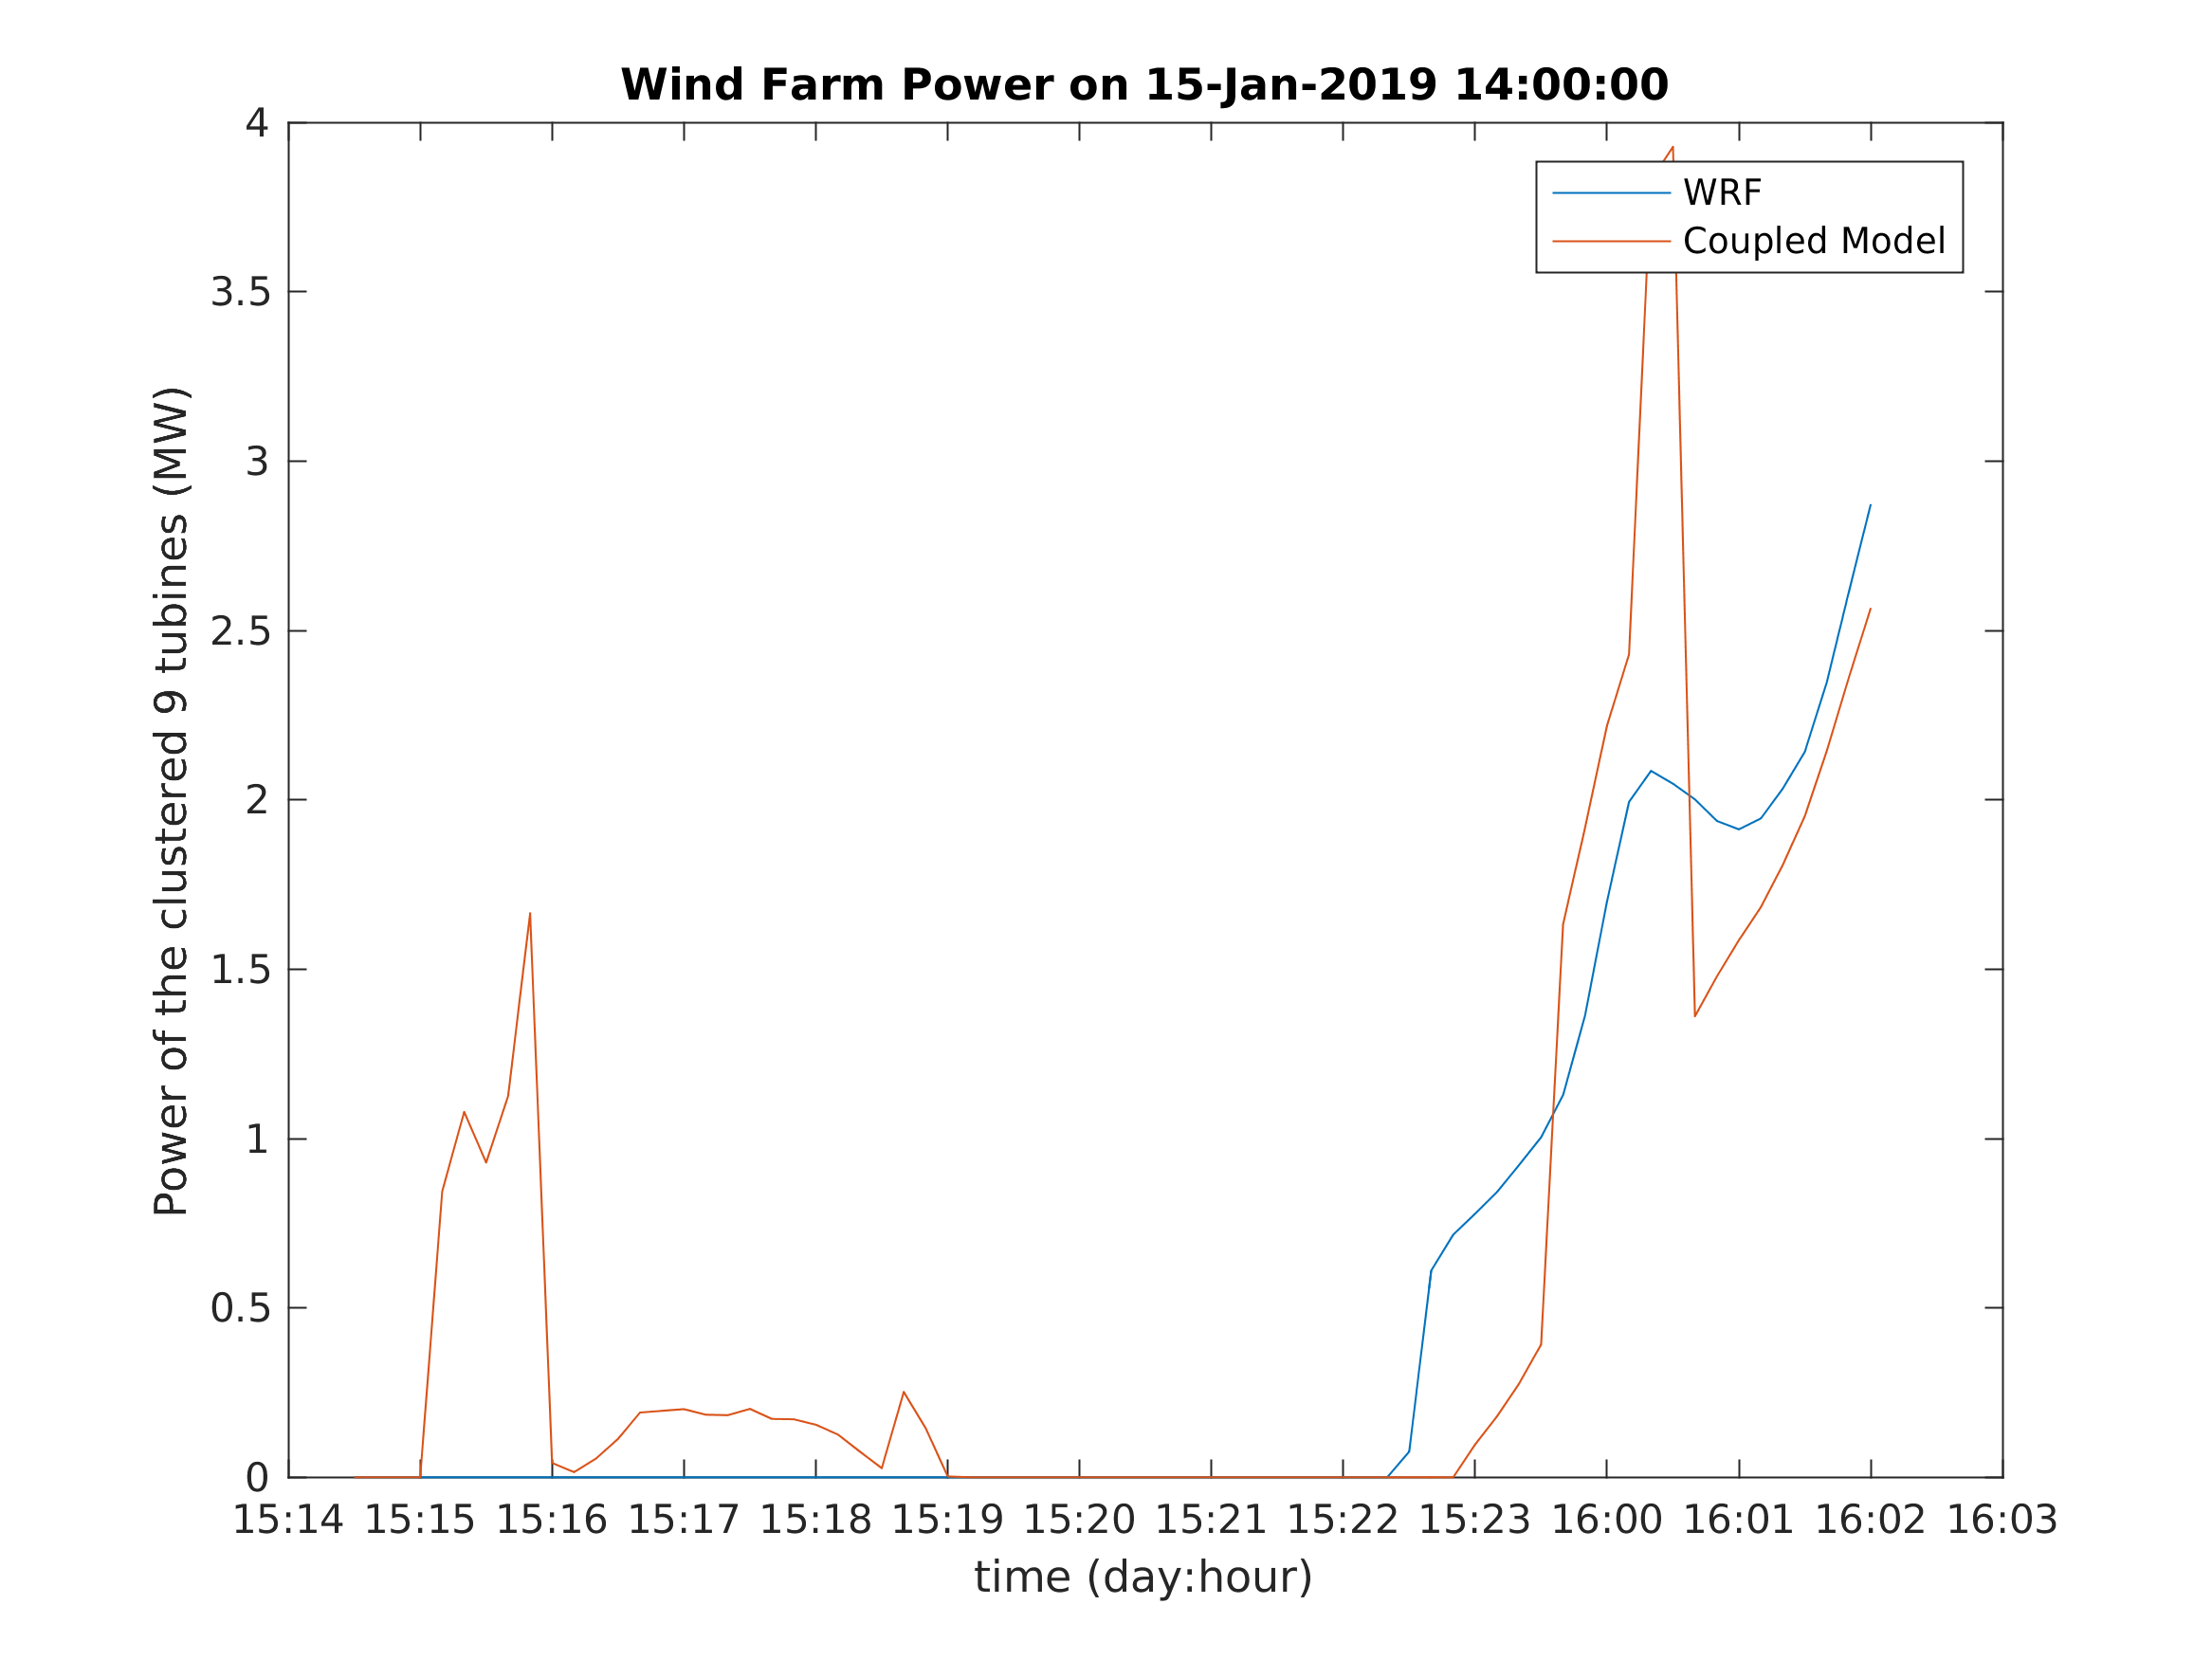 Wind Farm Power on 15-Jan-2019 14:00:00
4
3.5
3
2.5
2
1.5
1
0.5
0
Power of the clustered 9 tubines (MW)
WRF
Coupled Model
15:14 15:15 15:16 15:17 15:18 15:19 15:20 15:21 15:22 15:23 16:00 16:01 16:02 16:03
time (day:hour)